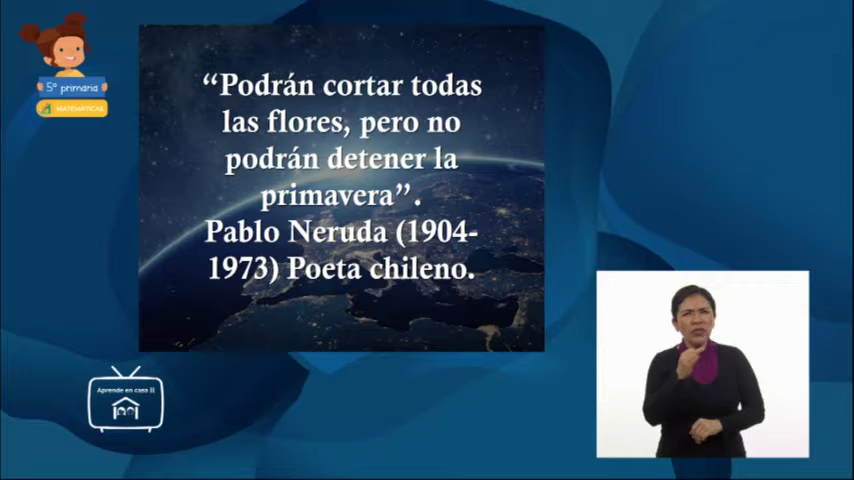 5º primaria
MATEMÁTICAS
“Podrán cortar todas
las flores, pero no
podrán detener la
primavera”.
Pablo Neruda (1904-
1973) Poeta chileno.
Aprende en casa II